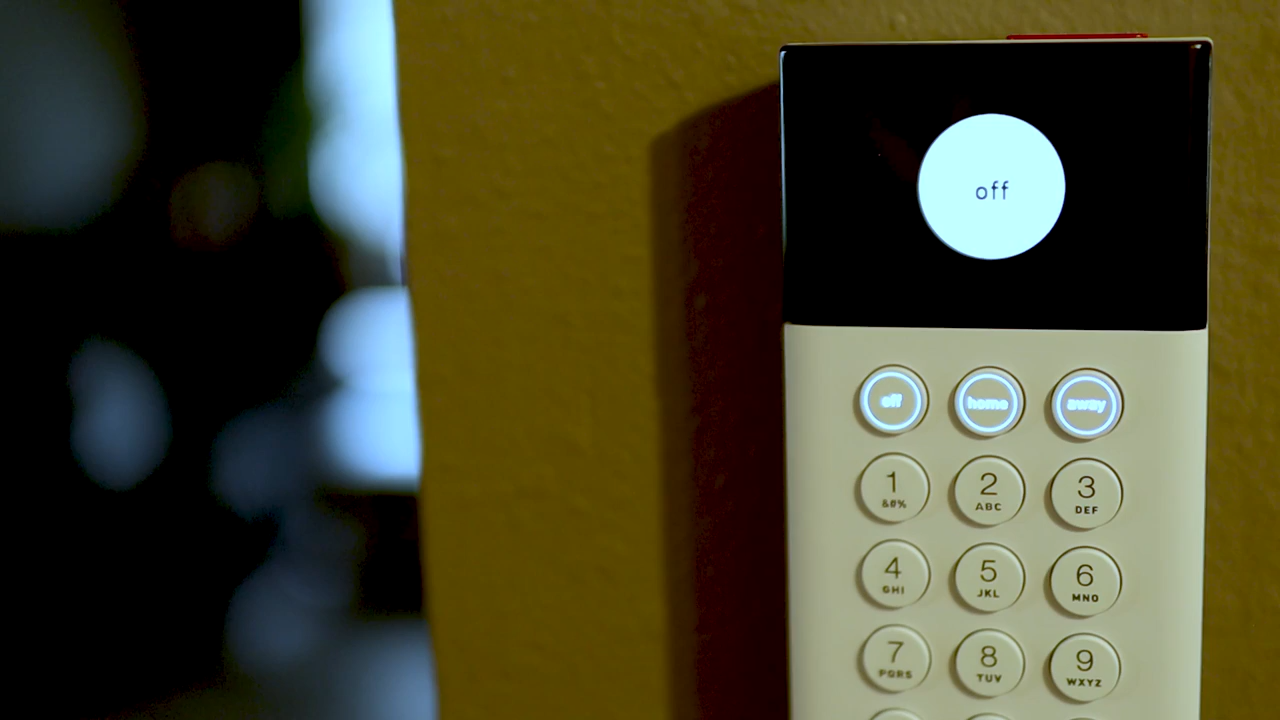 off
off home away
1 2 3
&@% ABC DEF
4 5 6
GHI JKL MNO
7 8 9
PQRS TUV WXYZ